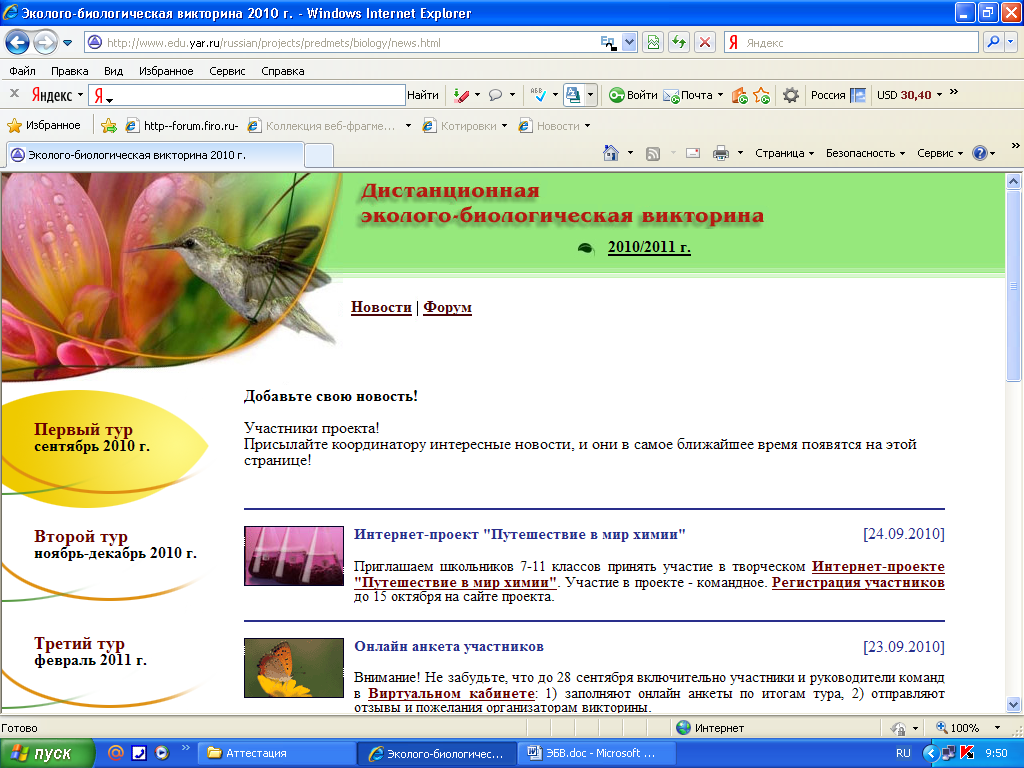 Эколого-биологическая викторина 2010 г. - Windows Internet Explorer
http://www.edu.yar.ru/russian/projects/predmets/biology/news.html
Я Яндекс
Файл Правка Вид Избранное Сервис Справка
Яндекс Я Найти Войти Почта Россия USD 30,40 »
Избранное http--forum.firo.ru- Коллекция веб-фрагме... Котировки Новости
Эколого-биологическая викторина 2010 г. Страница Безопасность Сервис »
Дистанционная
эколого-биологическая викторина
2010/2011 г.
Новости | Форум
Первый тур
сентябрь 2010 г.
Второй тур
ноябрь-декабрь 2010 г.
Третий тур
февраль 2011 г.
Добавьте свою новость!
Участники проекта!
Присылайте координатору интересные новости, и они в самое ближайшее время появятся на этой
странице!
Интернет-проект "Путешествие в мир химии" [24.09.2010]
Приглашаем школьников 7-11 классов принять участие в творческом Интернет-проекте
"Путешествие в мир химии". Участие в проекте - командное. Регистрация участников
до 15 октября на сайте проекта.
Онлайн анкета участников [23.09.2010]
Внимание! Не забудьте, что до 28 сентября включительно участники и руководители команд
в Виртуальном кабинете: 1) заполняют онлайн анкеты по итогам тура, 2) отправляют
отзывы и пожелания организаторам викторины.
Готово Интернет 100%
пуск » Аттестация Эколого-биологичес... ЭБВ.doc - Microsoft ... RU 9:50